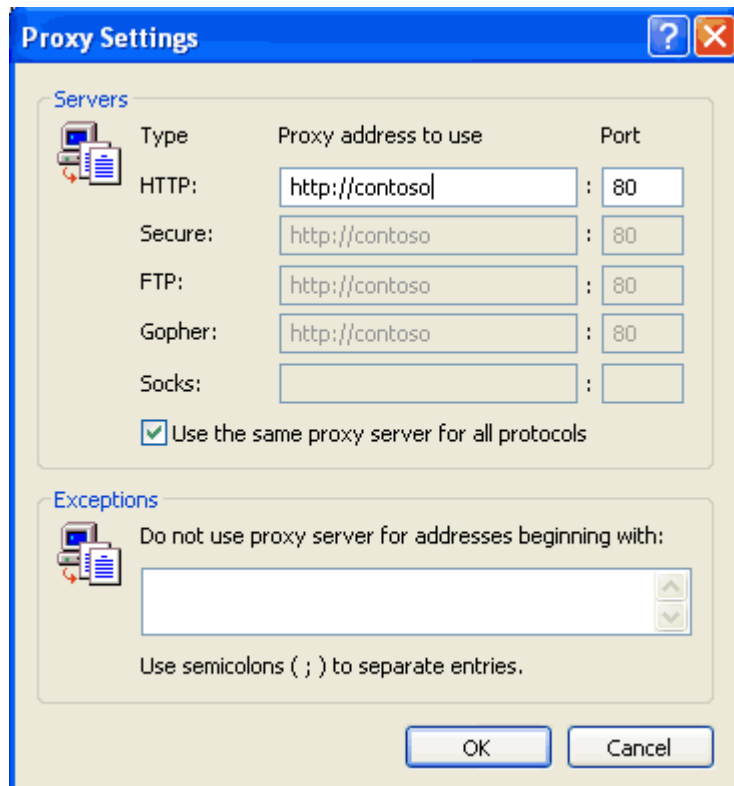 Proxy Settings
Servers
Type Proxy address to use Port
HTTP: http://contoso : 80
Secure: http://contoso : 80
FTP: http://contoso : 80
Gopher: http://contoso : 80
Socks: :
Use the same proxy server for all protocols
Exceptions
Do not use proxy server for addresses beginning with:
Use semicolons ( ; ) to separate entries.
OK Cancel